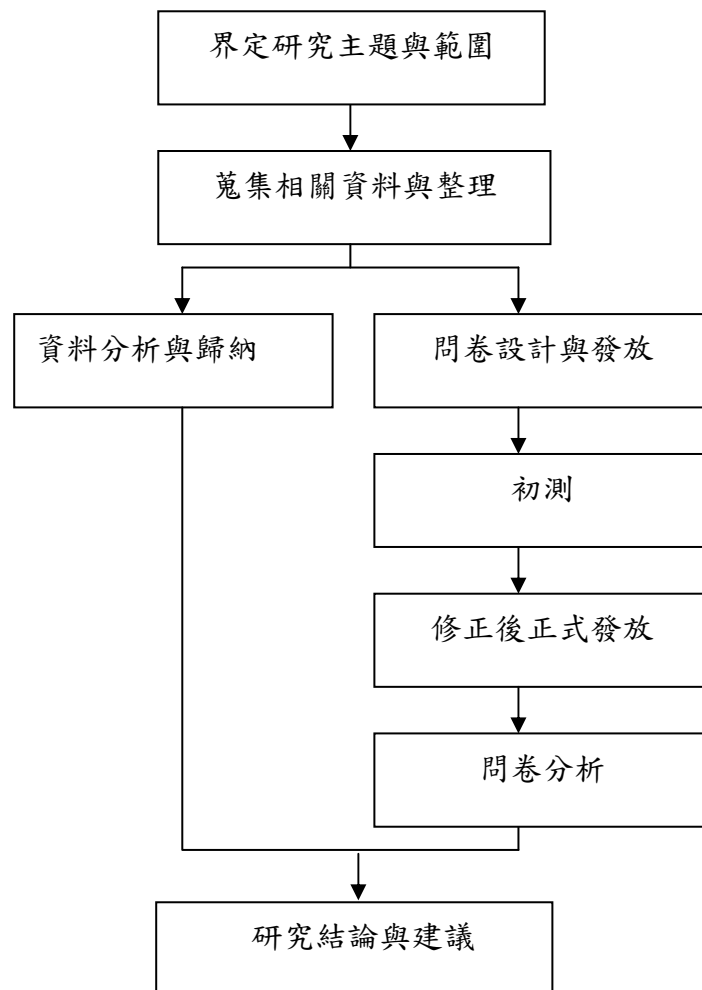 界定研究主題與範圍
蒐集相關資料與整理
資料分析與歸納
問卷設計與發放
初測
修正後正式發放
問卷分析
研究結論與建議